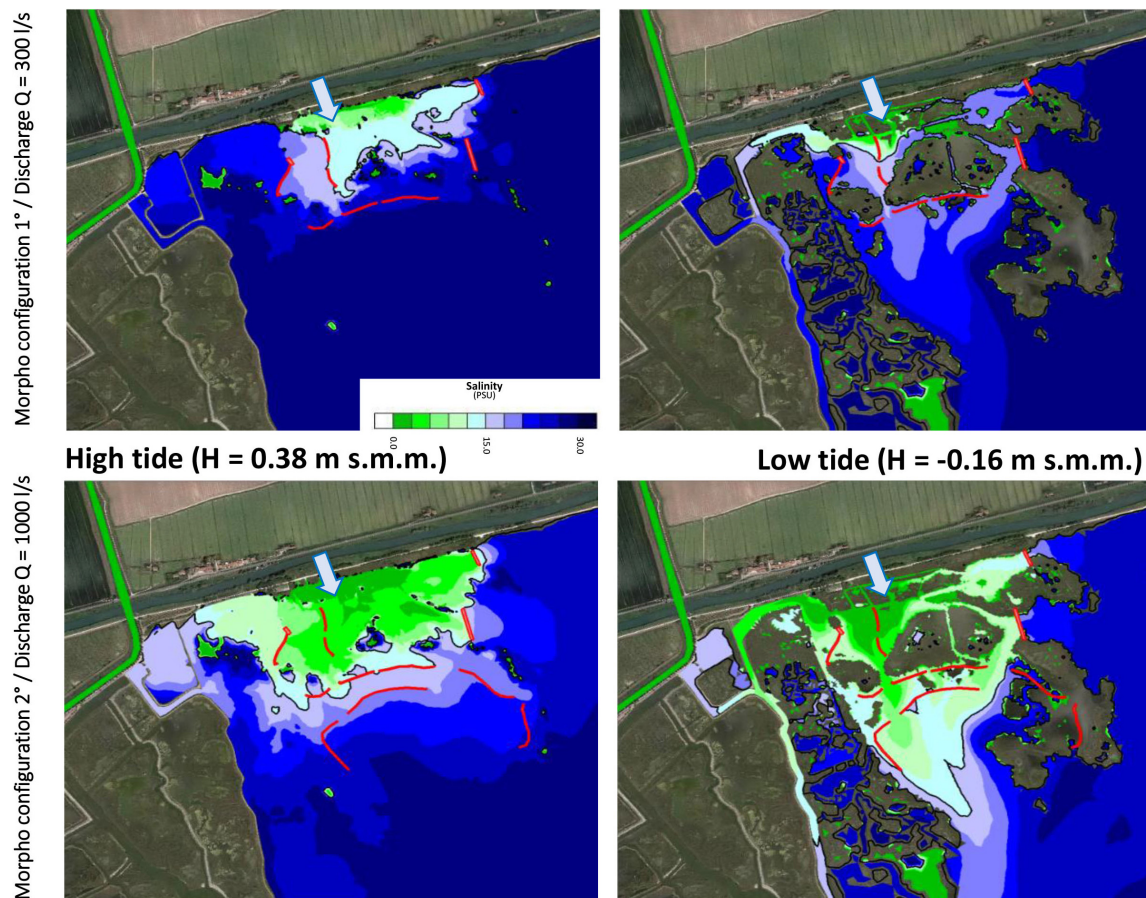 Morpho configuration 1° / Discharge Q = 300 l/s
Salinity
(PSU)
0.0
15.0
30.0
High tide (H = 0.38 m s.m.m.)
Low tide (H = -0.16 m s.m.m.)
Morpho configuration 2° / Discharge Q = 1000 l/s